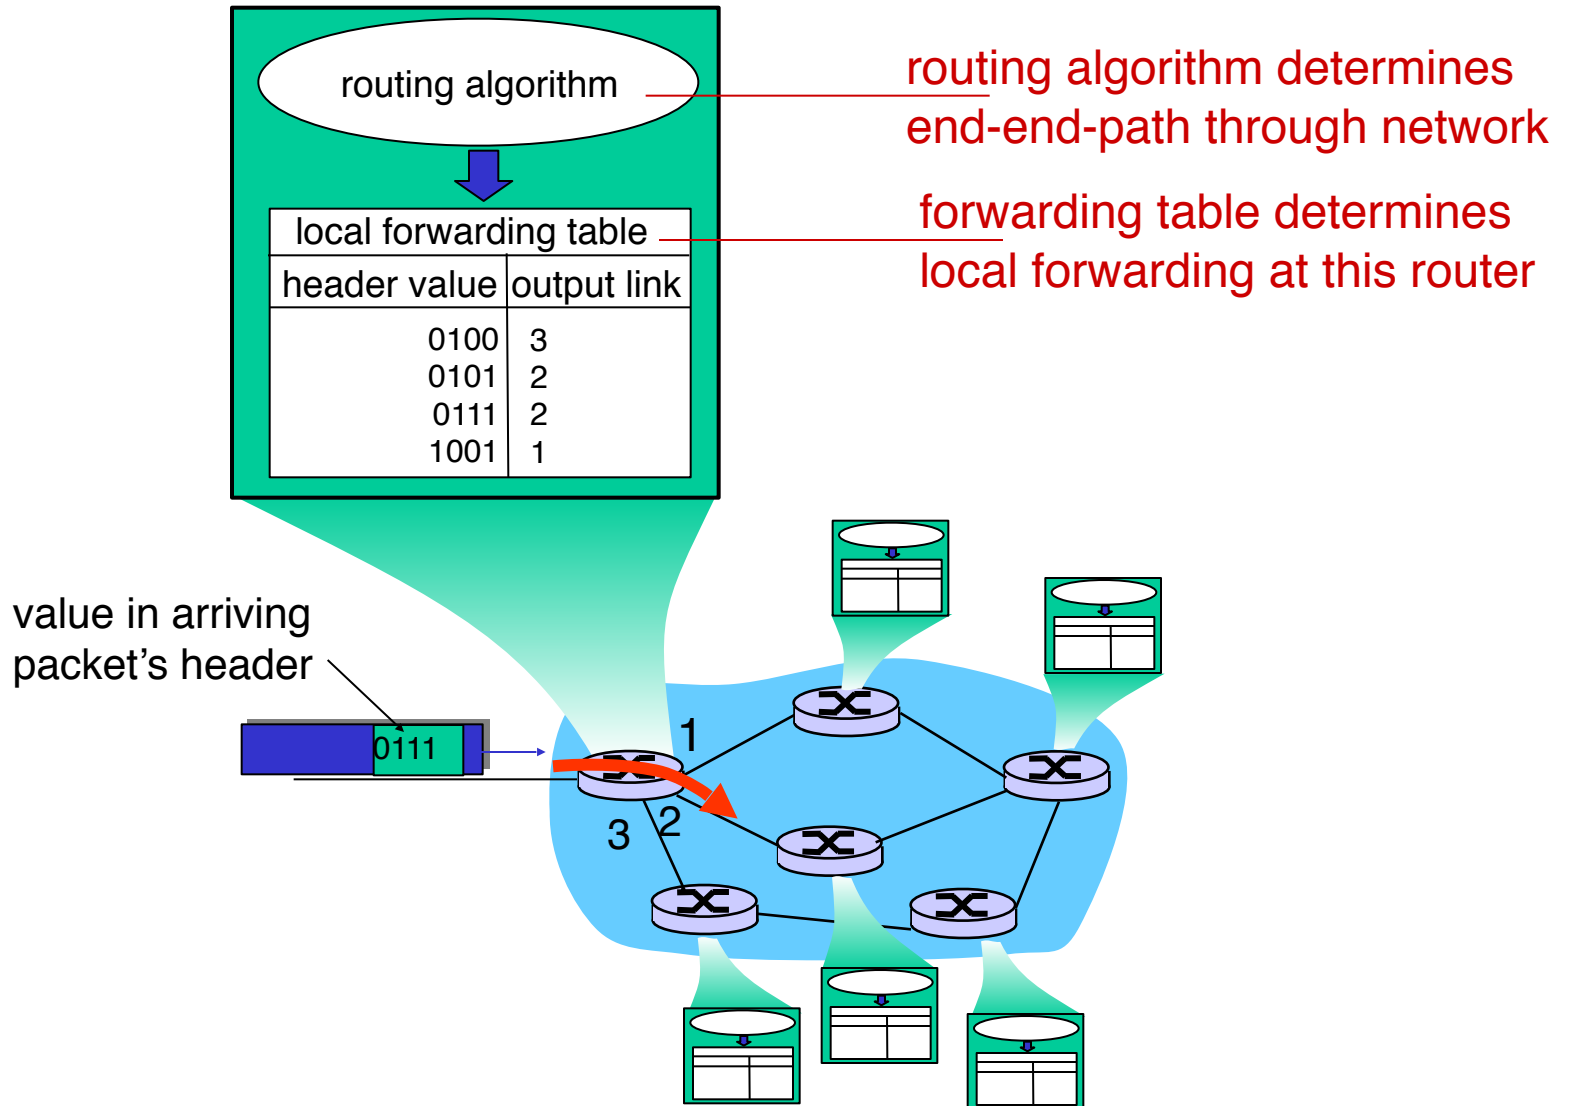 routing algorithm
routing algorithm determines
end-end-path through network
local forwarding table
forwarding table determines
local forwarding at this router
header value output link
0100 3
0101 2
0111 2
1001 1
value in arriving
packet’s header
0111
1
2
3